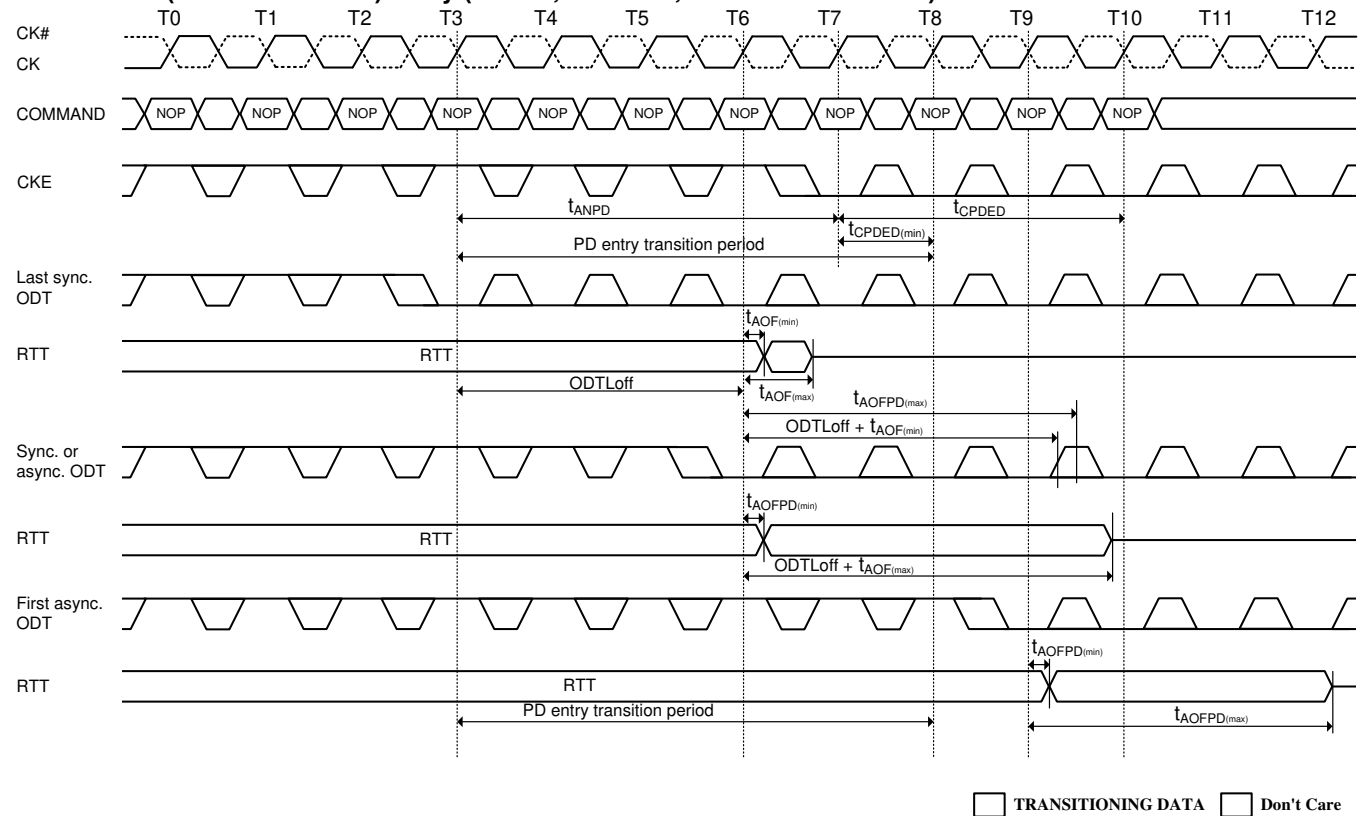 T0 T1 T2 T3 T4 T5 T6 T7 T8 T9 T10 T11 T12
CK#
CK
COMMAND NOP NOP NOP NOP NOP NOP NOP NOP NOP NOP NOP
CKE
tANPD tCPDED
tCPDED(min)
PD entry transition period
Last sync.
ODT
tAOF(min)
RTT RTT
ODTLoff
tAOF(max)
tAOFPD(max)
ODTLoff + tAOF(min)
Sync. or
async. ODT
tAOFPD(min)
RTT RTT
ODTLoff + tAOF(max)
First async.
ODT
tAOFPD(min)
RTT RTT
PD entry transition period
tAOFPD(max)
TRANSITIONING DATA Don't Care